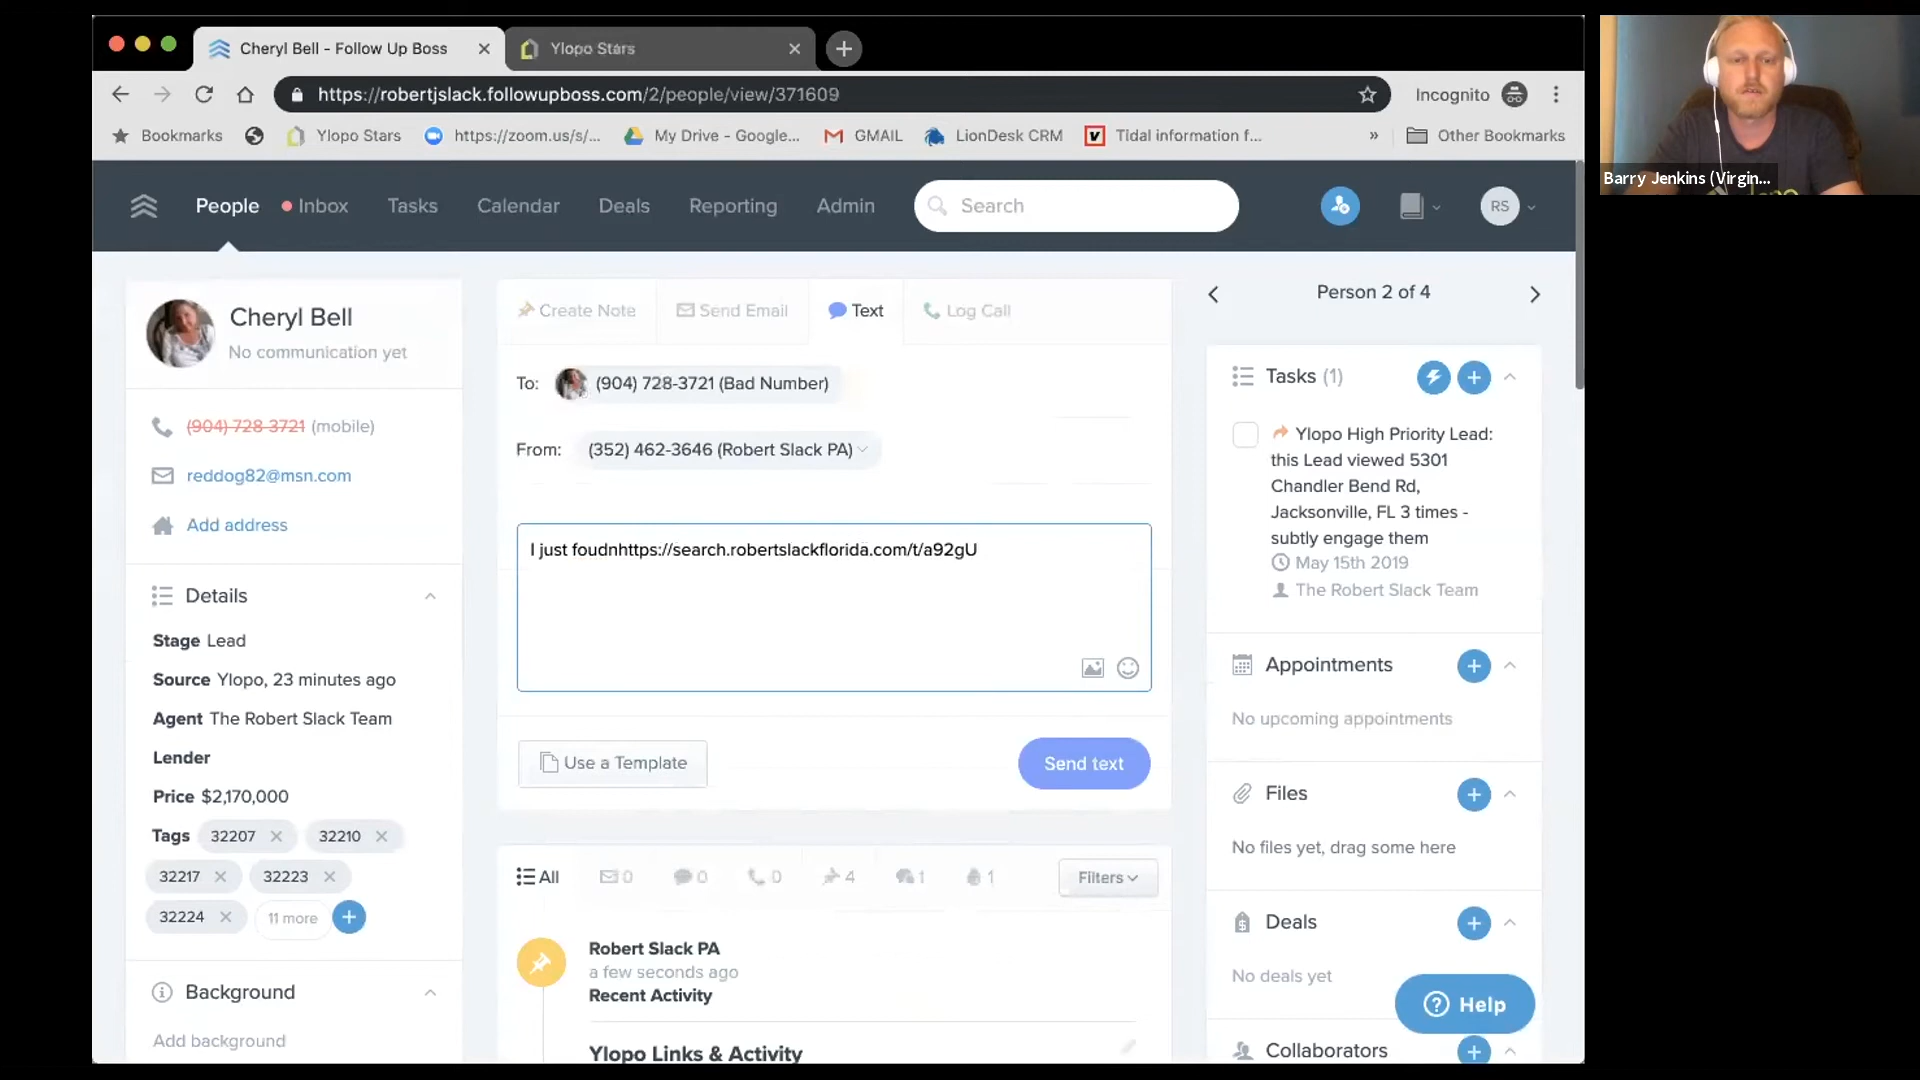 Cheryl Bell - Follow Up Boss
Ylopo Stars
https://robertjslack.followupboss.com/2/people/view/371609
Incognito
Bookmarks
Ylopo Stars
https://zoom.us/s/...
My Drive - Google...
GMAIL
LionDesk CRM
Tidal information f...
»
Other Bookmarks
People
Inbox
Tasks
Calendar
Deals
Reporting
Admin
Search
RS
Barry Jenkins (Virgin...
Cheryl Bell
No communication yet
(904) 728-3721 (mobile)
reddog82@msn.com
Add address
Details
Stage Lead
Source Ylopo, 23 minutes ago
Agent The Robert Slack Team
Lender
Price $2,170,000
Tags 32207 × 32210 ×
32217 × 32223 ×
32224 × 11 more +
Background
Add background
Create Note
Send Email
Text
Log Call
To: (904) 728-3721 (Bad Number)
From: (352) 462-3646 (Robert Slack PA)
I just foudnhttps://search.robertslackflorida.com/t/a92gU
Use a Template
Send text
All
0
0
0
4
1
1
Filters
Robert Slack PA
a few seconds ago
Recent Activity
Ylopo Links & Activity
Person 2 of 4
Tasks (1)
Ylopo High Priority Lead:
this Lead viewed 5301
Chandler Bend Rd,
Jacksonville, FL 3 times -
subtly engage them
May 15th 2019
The Robert Slack Team
Appointments
No upcoming appointments
Files
No files yet, drag some here
Deals
No deals yet
Help
Collaborators